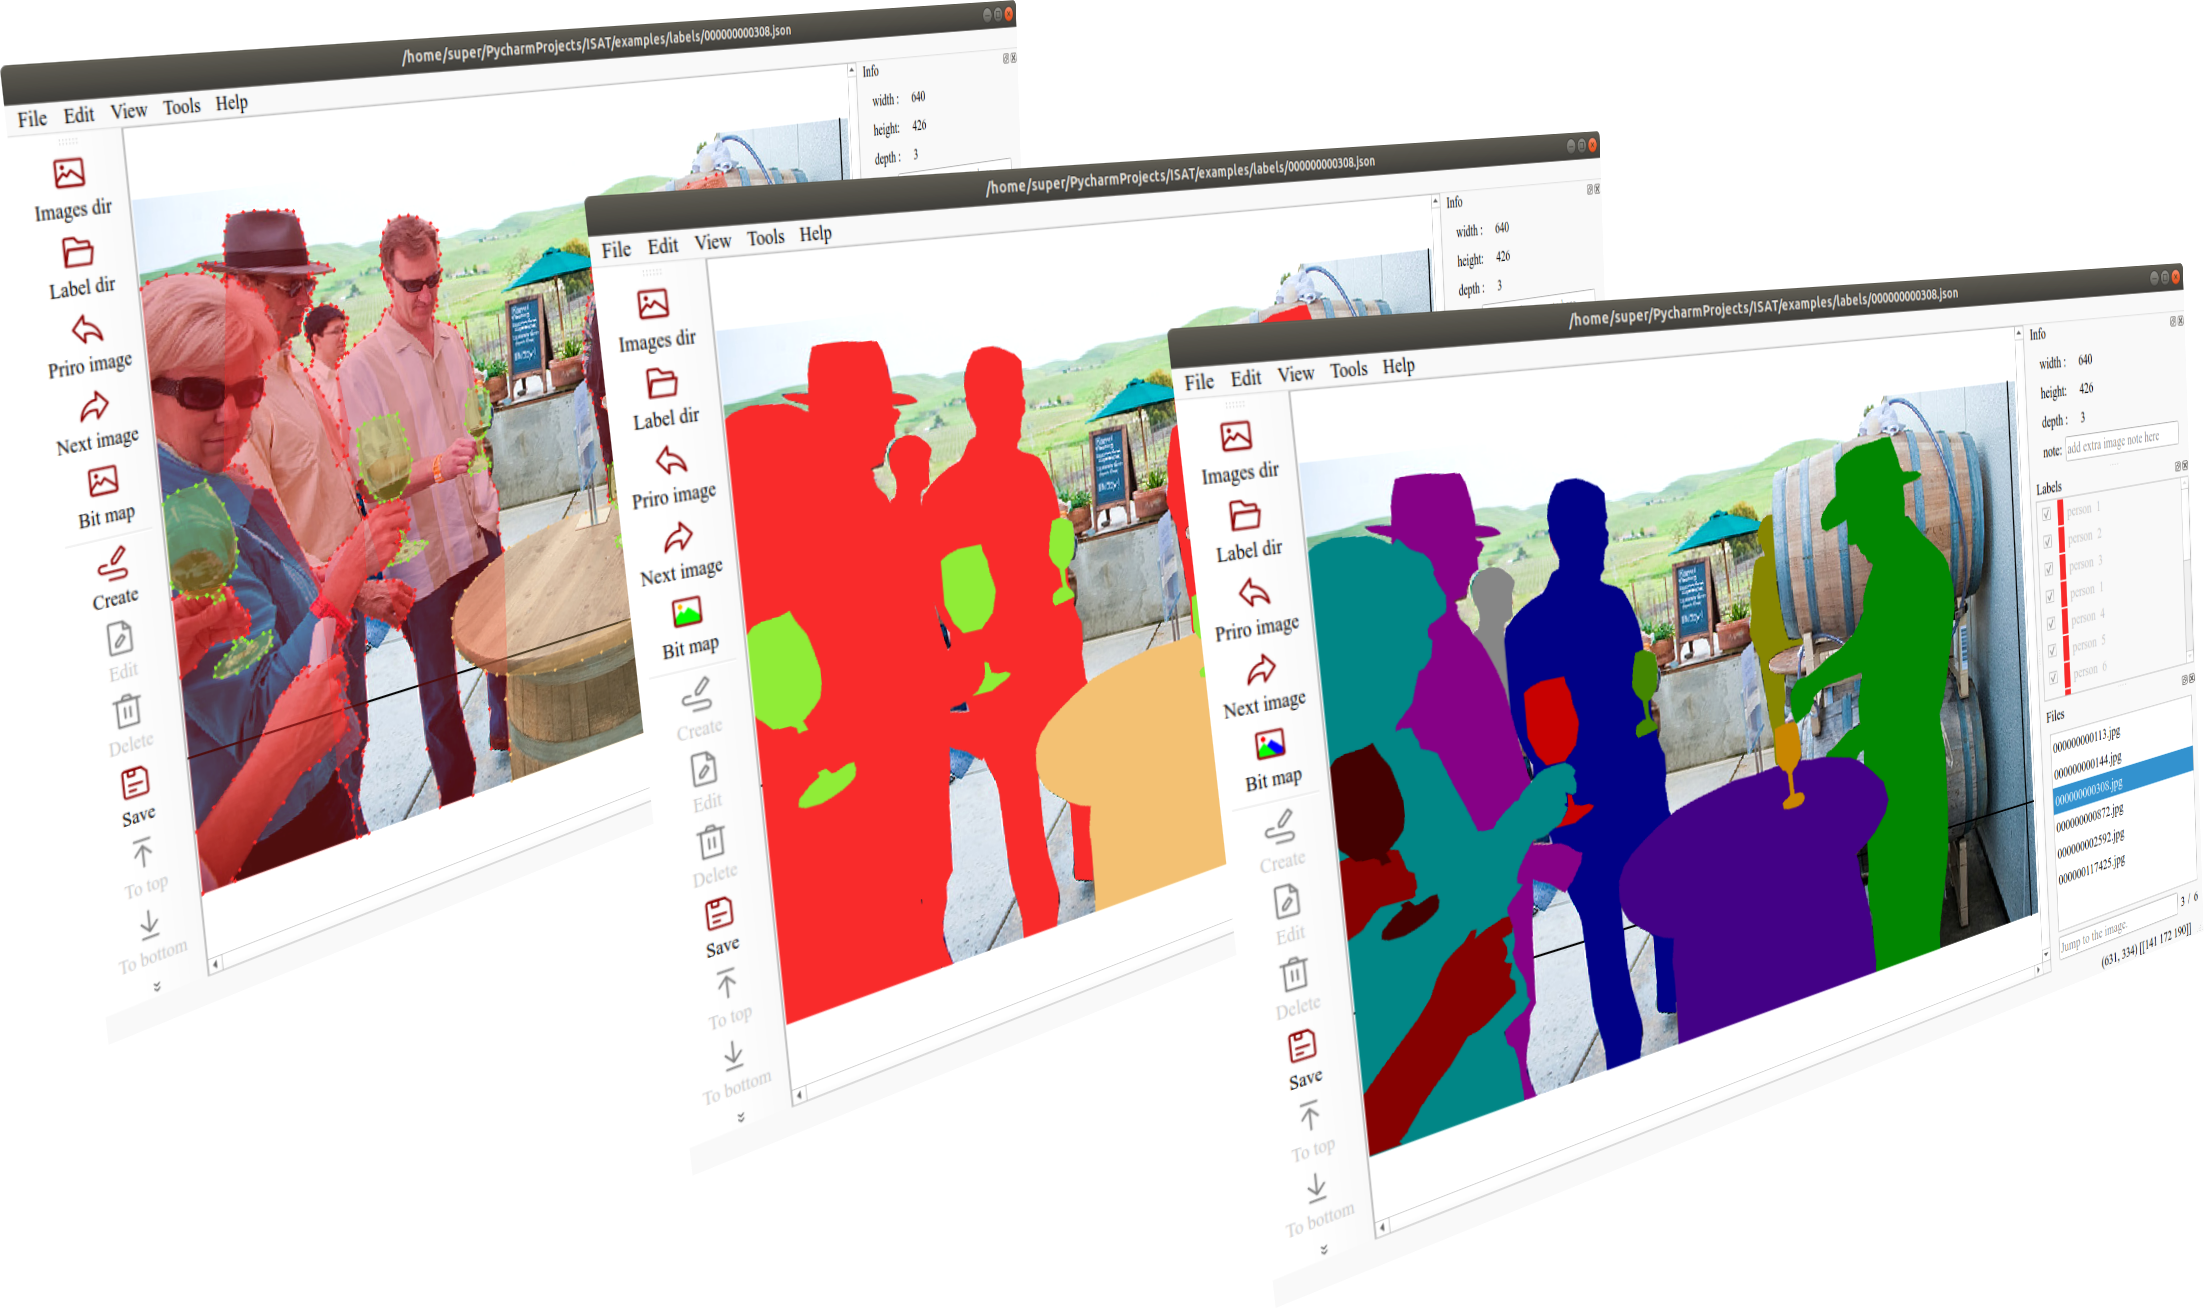 /home/super/PycharmProjects/ISAT/examples/labels/000000000308.json
File Edit View Tools Help
Images dir
Label dir
Priro image
Next image
Bit map
Create
Edit
Delete
Save
To top
To bottom
Info
width : 640
height: 426
depth : 3
/home/super/PycharmProjects/ISAT/examples/labels/000000000308.json
File Edit View Tools Help
Images dir
Label dir
Priro image
Next image
Bit map
Create
Edit
Delete
Save
To top
To bottom
Info
width : 640
height: 426
depth : 3
/home/super/PycharmProjects/ISAT/examples/labels/000000000308.json
File Edit View Tools Help
Images dir
Label dir
Priro image
Next image
Bit map
Create
Edit
Delete
Save
To top
To bottom
Info
width : 640
height: 426
depth : 3
note: add extra image note here
Labels
person 1
person 2
person 3
person 1
person 4
person 5
person 6
Files
000000000113.jpg
000000000144.jpg
000000000308.jpg
000000000872.jpg
000000002592.jpg
000000117425.jpg
3 / 6
Jump to the image.
(631, 334) [[141 172 190]]